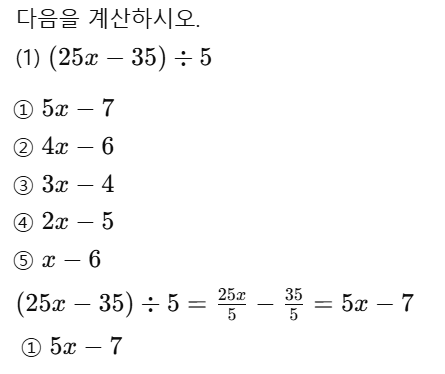 다음을 계산하시오.
(1) (25x − 35) ÷ 5
① 5x − 7
② 4x − 6
③ 3x − 4
④ 2x − 5
⑤ x − 6
(25x − 35) ÷ 5 = 25x/5 − 35/5 = 5x − 7
① 5x − 7